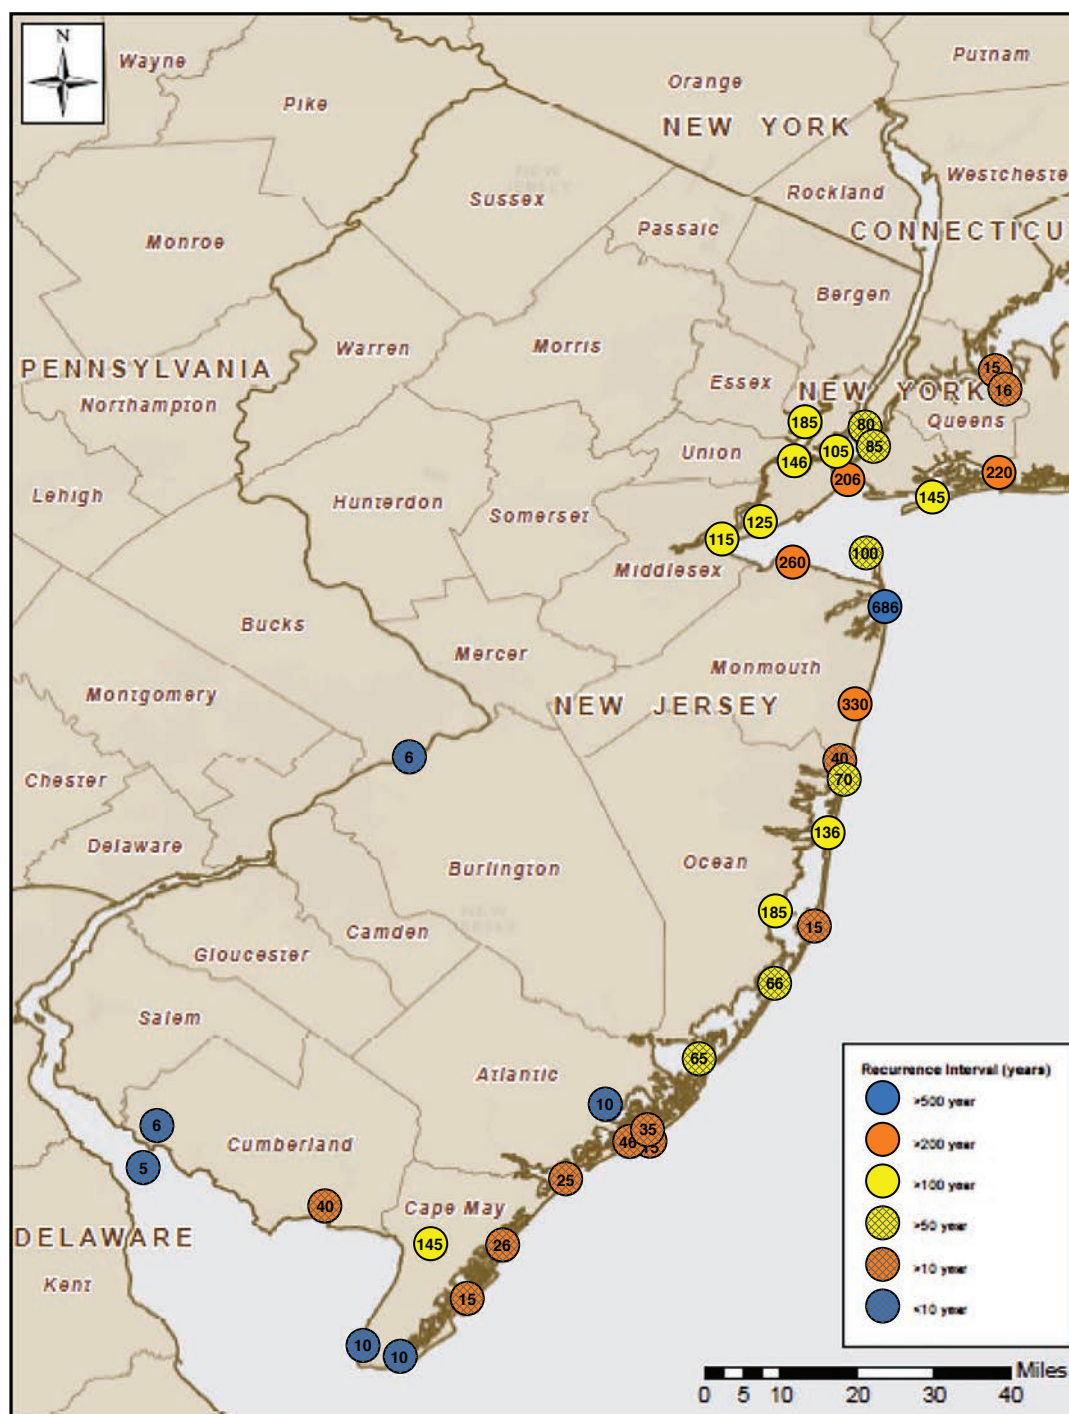 N
Wayne
Putnam
Orange
Pike
NEW YORK
Westcheste
Rockland
NEW
JERSEY
Sussex
Passaic
CONNECTICU
Monroe
Bergen
Warren
Morris
PENNSYLVANIA
Essex
15
16
NEW YORK
Northampton
Queens
185
80
85
105
Union
146
220
206
Lehigh
Hunterdon
Somerset
145
125
115
100
260
Middlesex
686
Bucks
Mercer
Monmouth
Montgomery
NEW JERSEY
330
6
40
70
Chester
136
Delaware
Ocean
Burlington
185
15
NEW
JERSEY
Camden
Gloucester
66
Salem
65
Recurrence Interval (years)
>500 year
>200 year
>100 year
>50 year
>10 year
<10 year
Atlantic
10
6
35
46
15
Cumberland
5
25
40
Cape May
DELAWARE
145
26
Kent
15
10
10
Miles
0 5 10 20 30 40